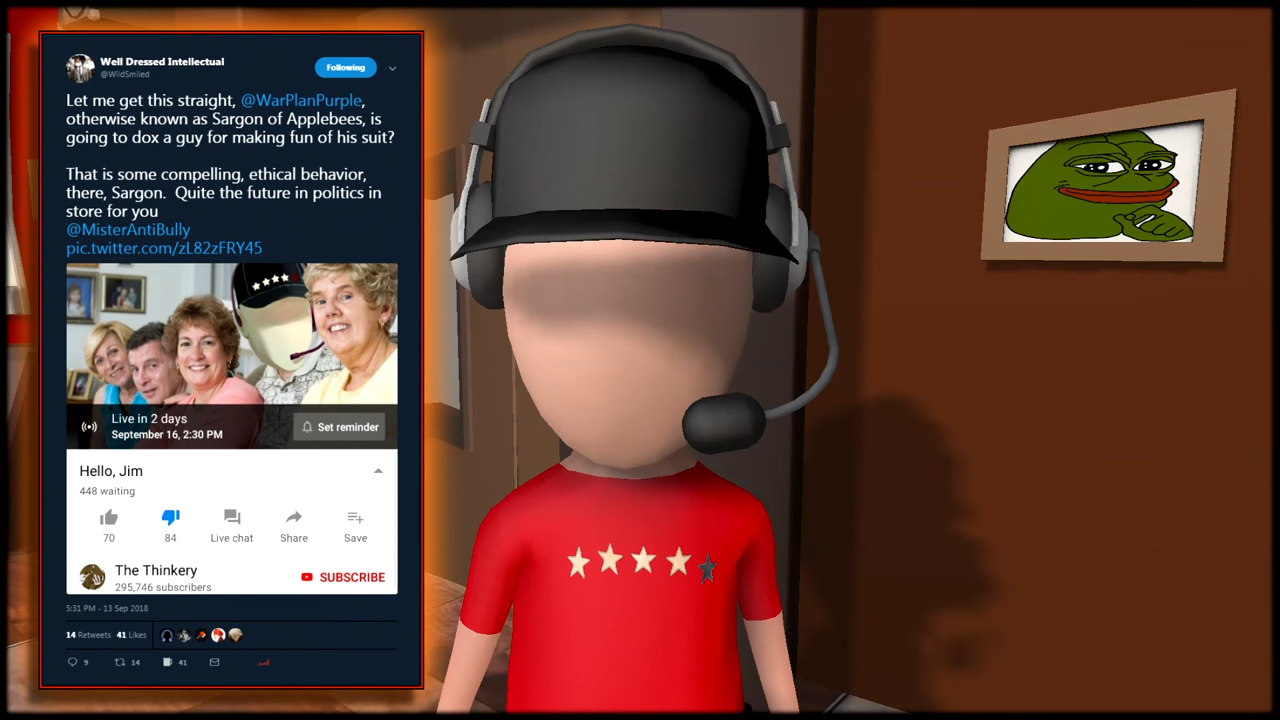 Well Dressed Intellectual
@WildSmiled
Following
Let me get this straight, @WarPlanPurple,
otherwise known as Sargon of Applebees, is
going to dox a guy for making fun of his suit?
That is some compelling, ethical behavior,
there, Sargon. Quite the future in politics in
store for you
@MisterAntiBully
pic.twitter.com/zL82zFRY45
Live in 2 days
September 16, 2:30 PM
Set reminder
Hello, Jim
448 waiting
70
84
Live chat
Share
Save
The Thinkery
295,746 subscribers
SUBSCRIBE
5:31 PM - 13 Sep 2018
14 Retweets 41 Likes
9
14
41